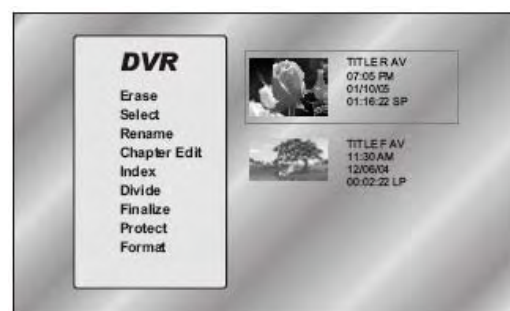 DVR
Erase
Select
Rename
Chapter Edit
Index
Divide
Finalize
Protect
Format
TITLE R AV
07:05 PM
01/10/05
01:16:22 SP
TITLE F AV
11:30 AM
12/06/04
00:02:22 LP